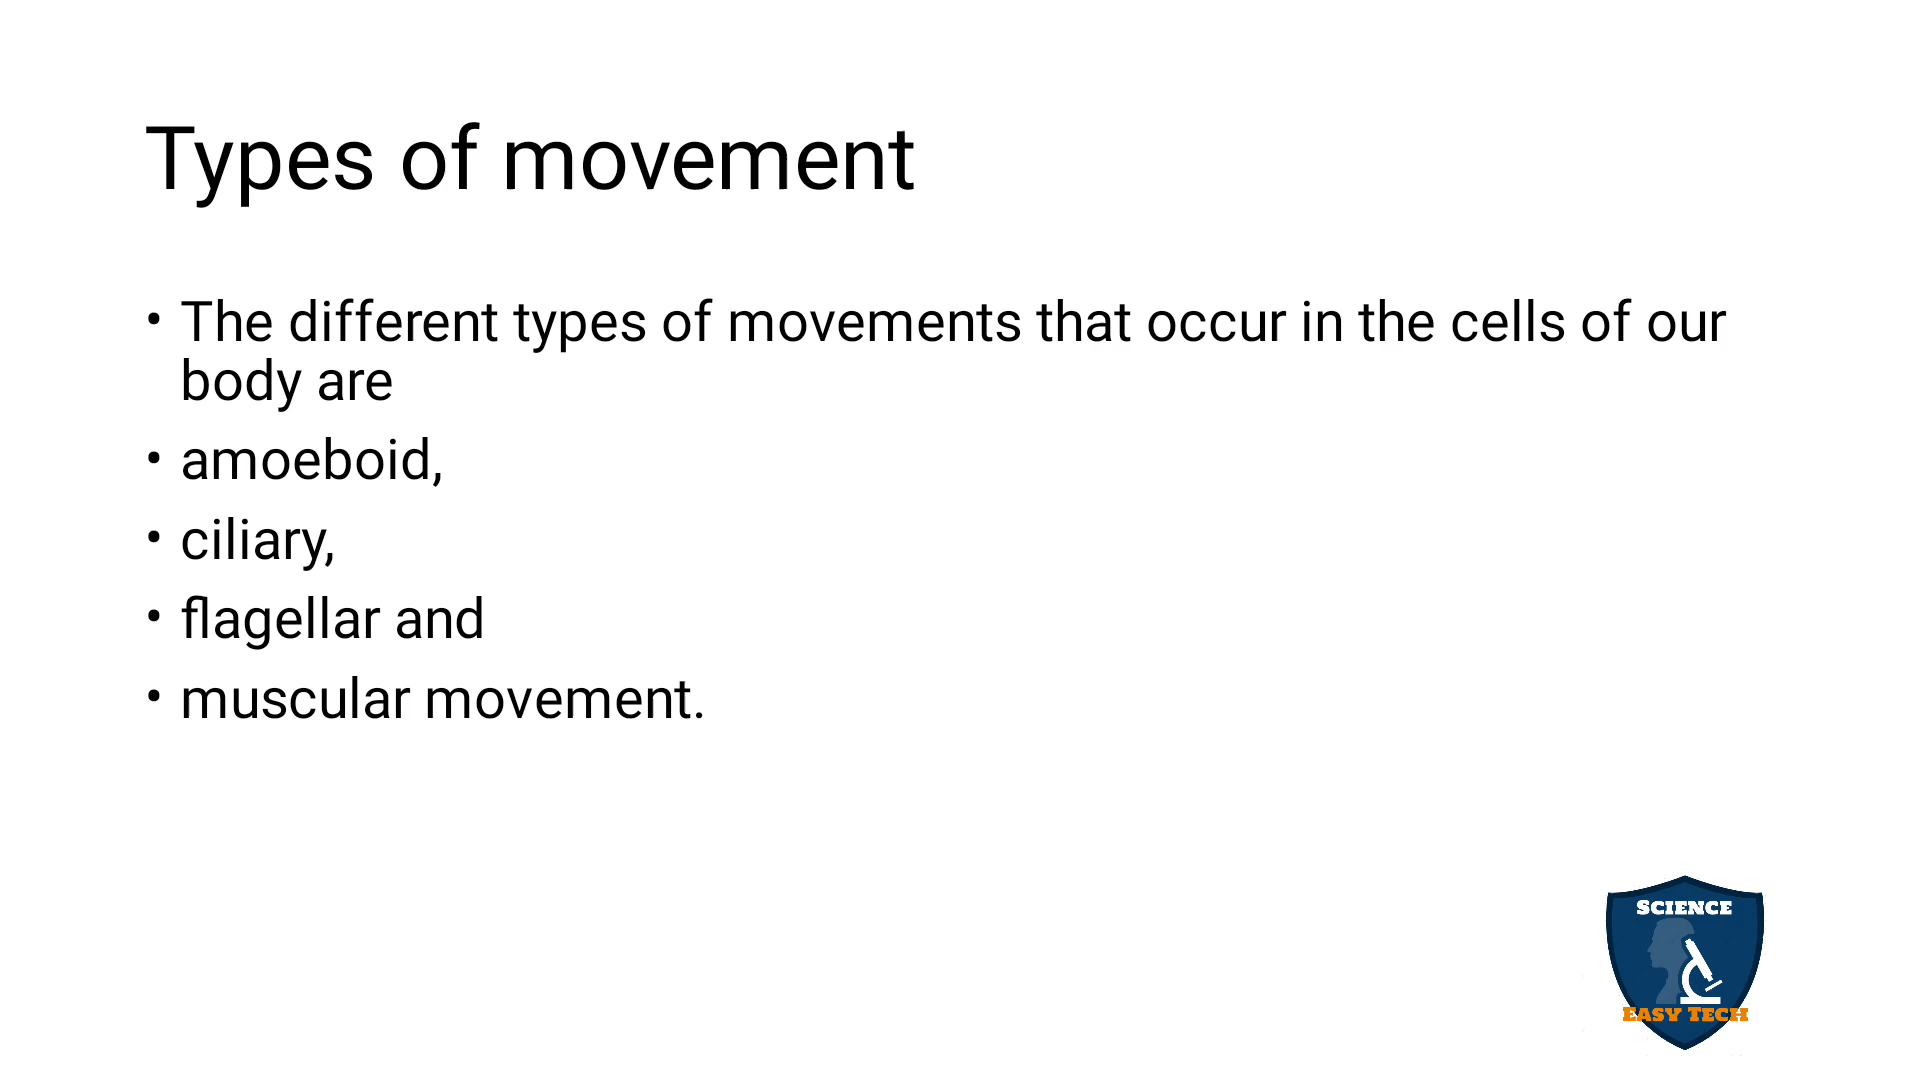 Types of movement
• The different types of movements that occur in the cells of our
body are
• amoeboid,
• ciliary,
• flagellar and
• muscular movement.
SCIENCE
EASY TECH